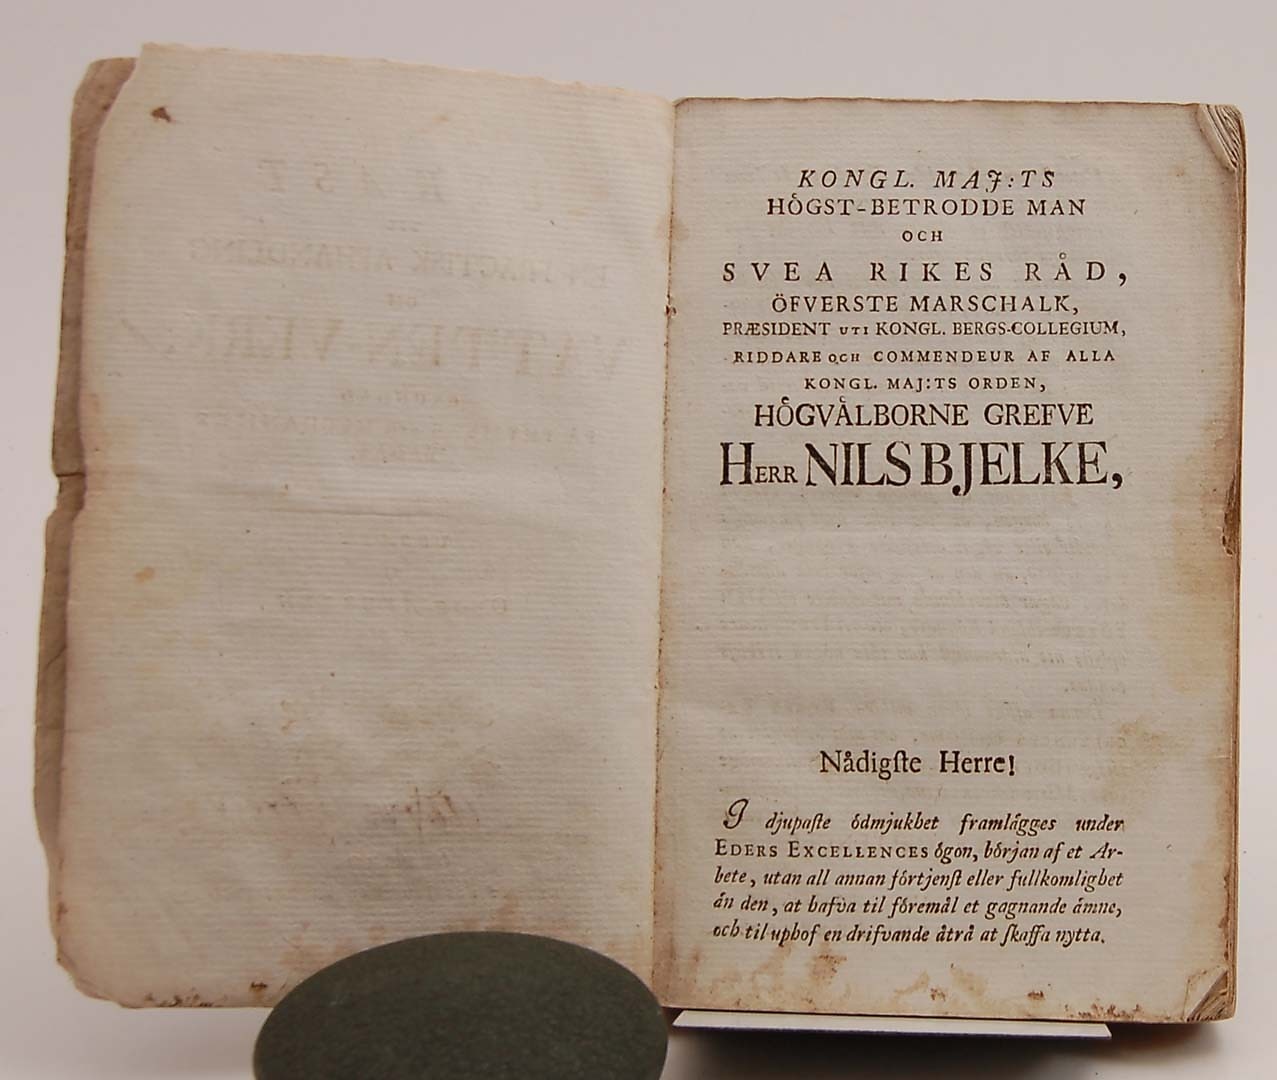 KONGL. MAJ:TS
HÖGST-BETRODDE MAN
OCH
SVEA RIKES RÅD,
ÖFVERSTE MARSCHALK,
PRÆSIDENT UTI KONGL. BERGS-COLLEGIUM,
RIDDARE OCH COMMENDEUR AF ALLA
KONGL. MAJ:TS ORDEN,
HÖGVÄLBORNE GREFVE
HERR NILS BJELKE,
Nådigſte Herre!
I djupaſte ödmjukhet framlägges under
EDERS EXCELLENCES ögon, början af et Ar-
bete, utan all annan förtjenſt eller fullkomlighet
än den, at hafva til föremål et gagnande ämne,
och til uphof en drifvande åtrå at ſkaffa nytta.